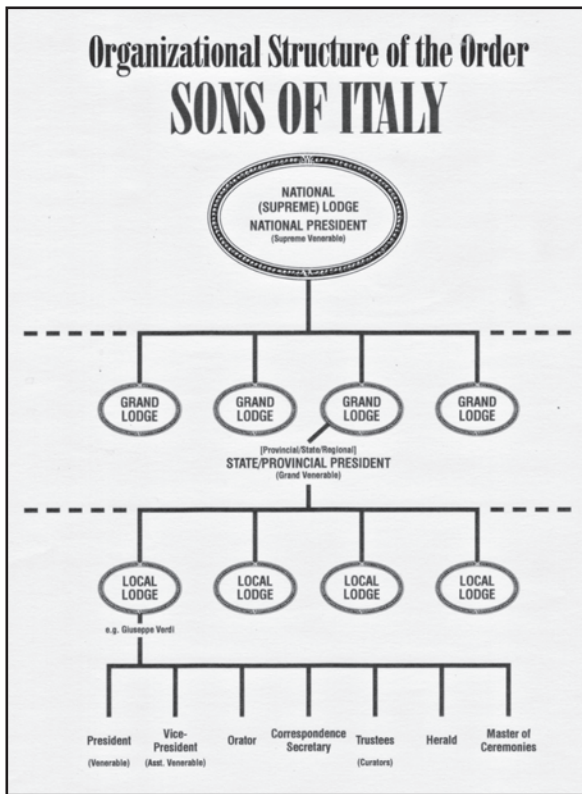 Organizational Structure of the Order
SONS OF ITALY
NATIONAL
(SUPREME) LODGE
NATIONAL PRESIDENT
(Supreme Venerable)
GRAND
LODGE
GRAND
LODGE
GRAND
LODGE
GRAND
LODGE
[Provincial/State/Regional]
STATE/PROVINCIAL PRESIDENT
(Grand Venerable)
LOCAL
LODGE
LOCAL
LODGE
LOCAL
LODGE
LOCAL
LODGE
e.g. Giuseppe Verdi
President
(Venerable)
Vice-
President
(Asst. Venerable)
Orator
Correspondence
Secretary
Trustees
(Curators)
Herald
Master of
Ceremonies